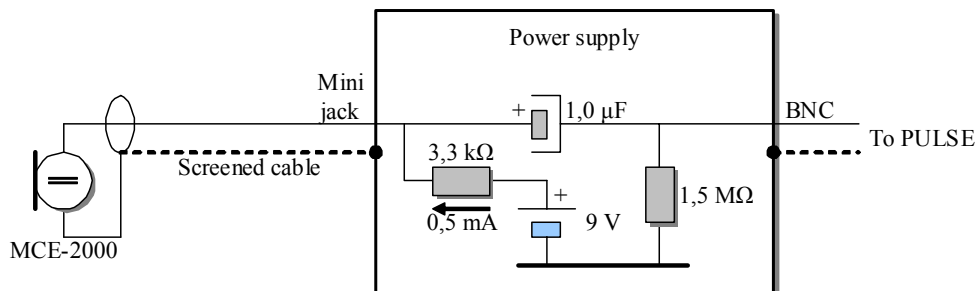 Power supply
Mini
jack
+
1,0 µF
BNC
To PULSE
Screened cable
3,3 kΩ
+
0,5 mA
9 V
1,5 MΩ
MCE-2000